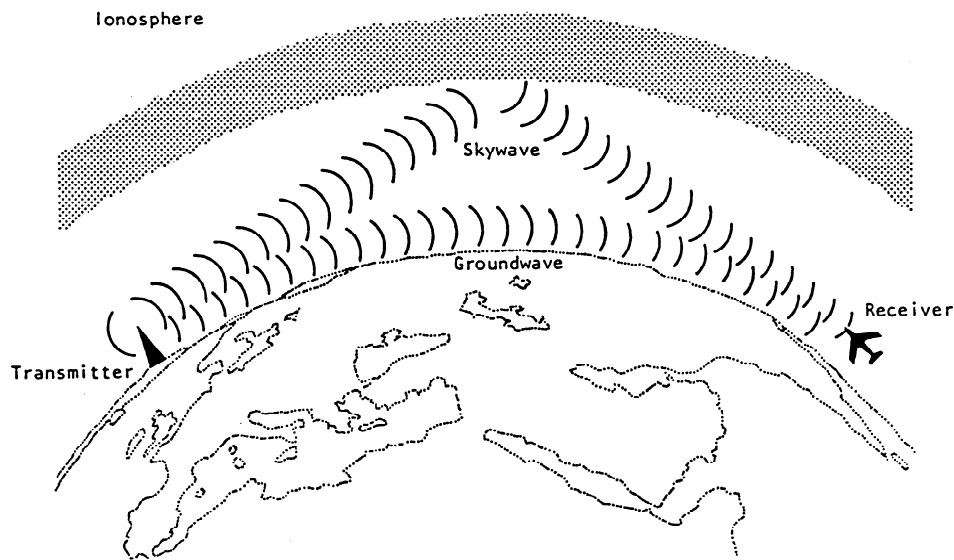 Ionosphere
Skywave
Groundwave
Receiver
Transmitter